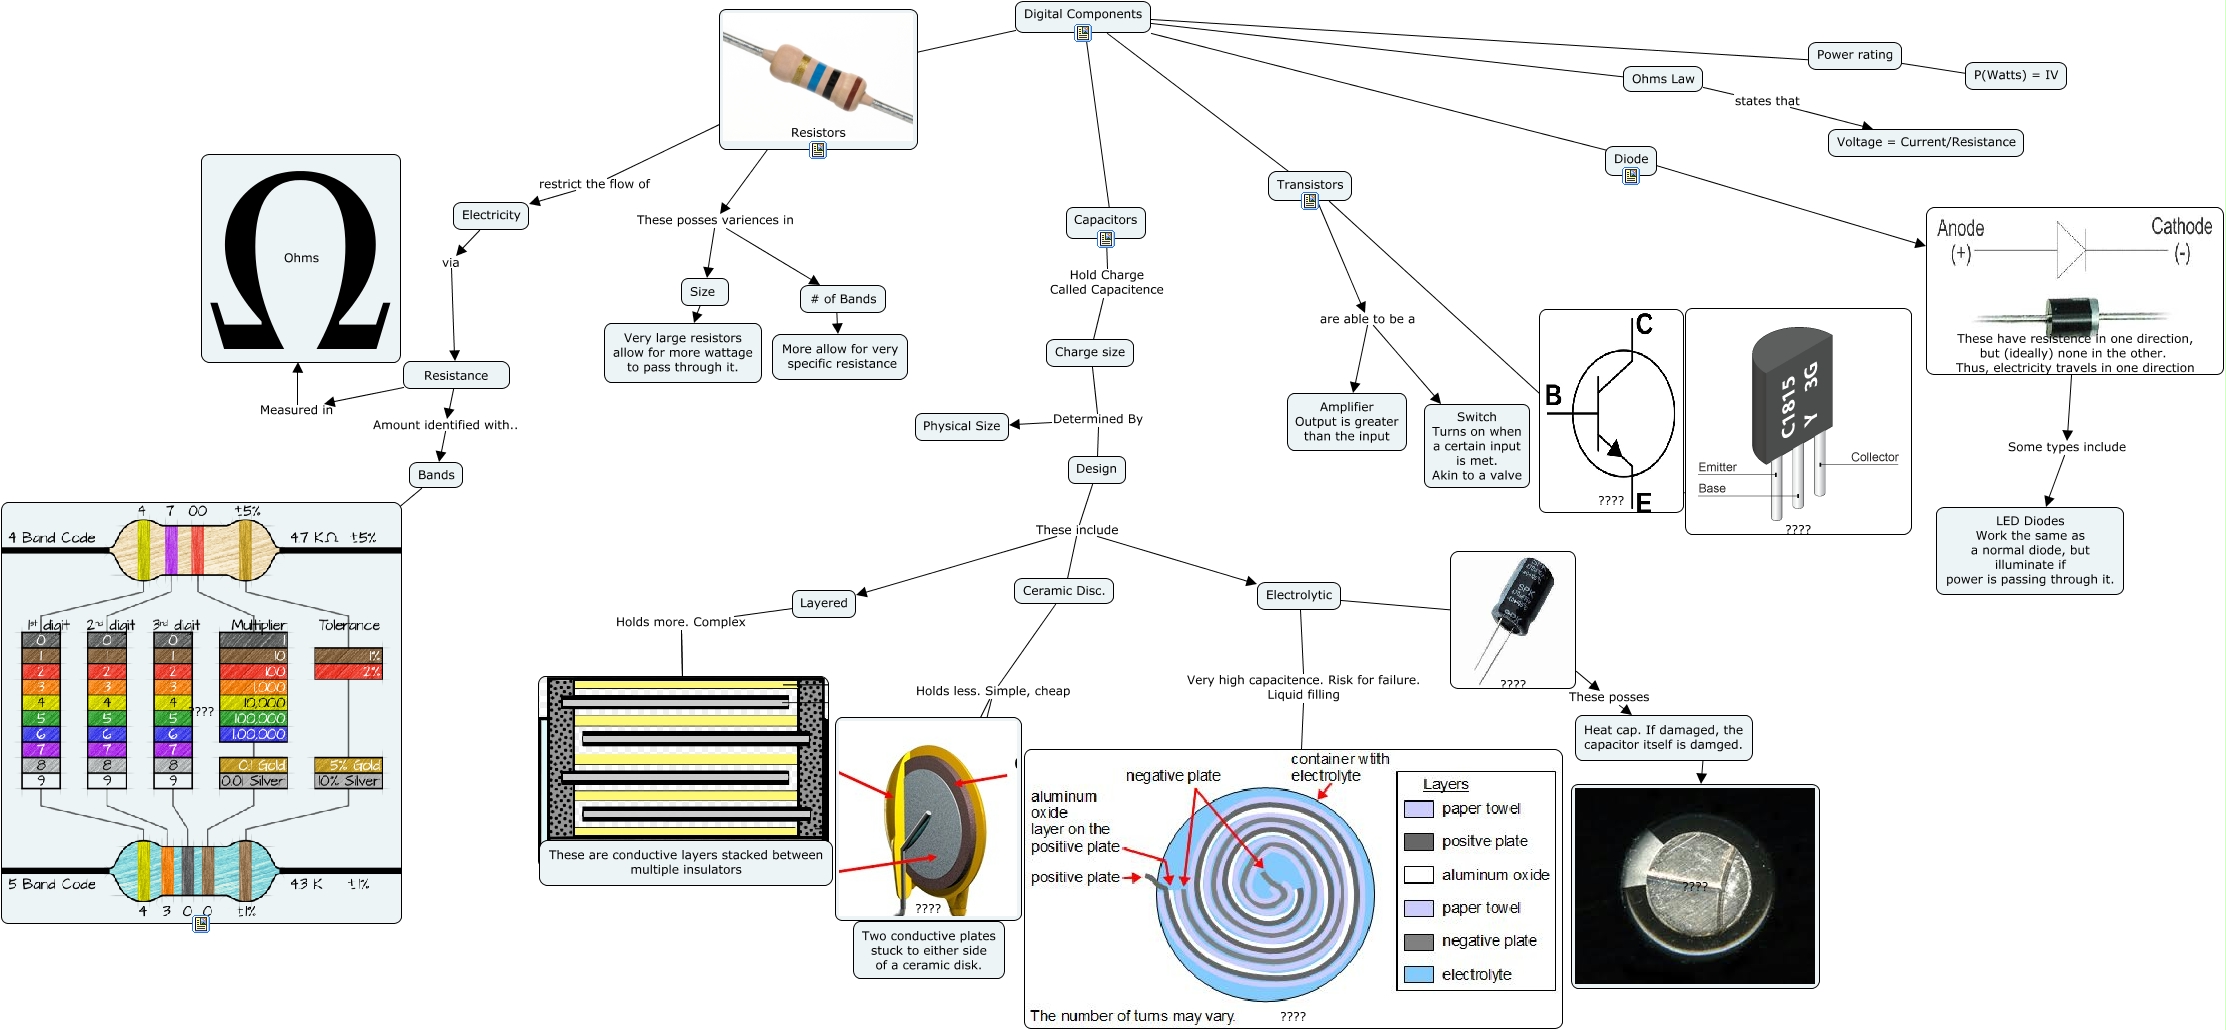 Digital Components
Resistors
restrict the flow of
Electricity
via
Resistance
Measured in
Ohms
Ω
Amount identified with..
Bands
4 7 00 ±5%
4 Band Code
47 KΩ ±5%
1st digit 2nd digit 3rd digit Multiplier Tolerance
0 0 0 1
1 1 1 10 1%
2 2 2 100 2%
3 3 3 1,000
4 4 4 10,000
5 5 5 100,000
6 6 6 1,00,000
7 7 7
8 8 8 0.1 Gold 5% Gold
9 9 9 0.01 Silver 10% Silver
????
5 Band Code
43 K ±1%
4 3 0 0 ±1%
These posses variences in
Size
Very large resistors
allow for more wattage
to pass through it.
# of Bands
More allow for very
specific resistance
Capacitors
Hold Charge
Called Capacitence
Charge size
Determined By
Physical Size
Design
These include
Layered
Holds more. Complex
These are conductive layers stacked between
multiple insulators
Ceramic Disc.
Holds less. Simple, cheap
????
Two conductive plates
stuck to either side
of a ceramic disk.
Electrolytic
Very high capacitence. Risk for failure.
Liquid filling
container wtith
electrolyte
negative plate
aluminum
oxide
layer on the
positive plate
positive plate
Layers
paper towel
positve plate
aluminum oxide
paper towel
negative plate
electrolyte
The number of turns may vary.
????
????
These posses
Heat cap. If damaged, the
capacitor itself is damged.
????
Transistors
are able to be a
Amplifier
Output is greater
than the input
Switch
Turns on when
a certain input
is met.
Akin to a valve
C
B
E
????
C1815
Y 3G
Emitter
Base
Collector
????
Diode
Anode
(+)
Cathode
(-)
These have resistence in one direction,
but (ideally) none in the other.
Thus, electricity travels in one direction
Some types include
LED Diodes
Work the same as
a normal diode, but
illuminate if
power is passing through it.
Ohms Law
states that
Voltage = Current/Resistance
Power rating
P(Watts) = IV